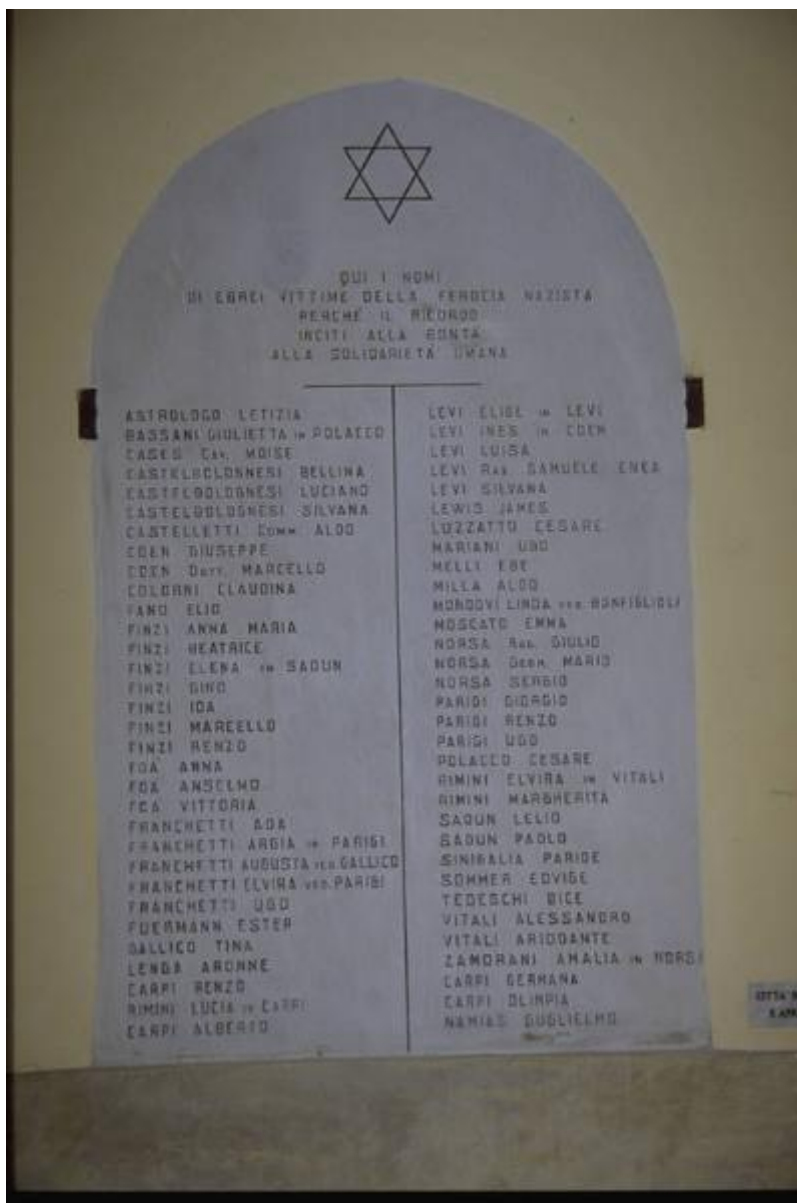 QUI I NOMI
DI EBREI VITTIME DELLA FEROCIA NAZISTA
PERCHÉ IL RICORDO
INCITI ALLA BONTÀ
ALLA SOLIDARIETÀ UMANA
ASTROLOGO LETIZIA
BASSANI GIULIETTA IN POLACCO
CASES CAV. MOISE
CASTELBOLOGNESI BELLINA
CASTELBOLOGNESI LUCIANO
CASTELBOLOGNESI SILVANA
CASTELLETTI COMM. ALDO
COEN GIUSEPPE
COEN DOTT. MARCELLO
COLORNI CLAUDINA
FANO ELIO
FINZI ANNA MARIA
FINZI BEATRICE
FINZI ELENA IN SADUN
FINZI GINO
FINZI IDA
FINZI MARCELLO
FINZI RENZO
FOA ANNA
FOA ANSELMO
FOA VITTORIA
FRANCHETTI ADA
FRANCHETTI ARGIA IN PARIGI
FRANCHETTI AUGUSTA VED. GALLICO
FRANCHETTI ELVIRA VED. PARIGI
FRANCHETTI UGO
FUERMANN ESTER
GALLICO TINA
LENGA ARONNE
CARPI RENZO
RIMINI LUCIA IN CARPI
CARPI ALBERTO
LEVI ELISE IN LEVI
LEVI INES IN COEN
LEVI LUISA
LEVI RAG. SAMUELE ENEA
LEVI SILVANA
LEWIS JAMES
LUZZATTO CESARE
MARIANI UGO
MELLI EBE
MILLA ALDO
MONDOVI LINDA VED. BONFIGLIOLI
MOSCATO EMMA
NORSA RAG. GIULIO
NORSA GEOM. MARIO
NORSA SERGIO
PARIGI GIORGIO
PARIGI RENZO
PARIGI UGO
POLACCO CESARE
RIMINI ELVIRA IN VITALI
RIMINI MARGHERITA
SADUN LELIO
SADUN PAOLO
SINIGALIA PARIDE
SOMMER EDVIGE
TEDESCHI BICE
VITALI ALESSANDRO
VITALI ARIODANTE
ZAMORANI AMALIA IN NORSA
CARPI GERMANA
CARPI OLIMPIA
NAMIAS GUGLIELMO